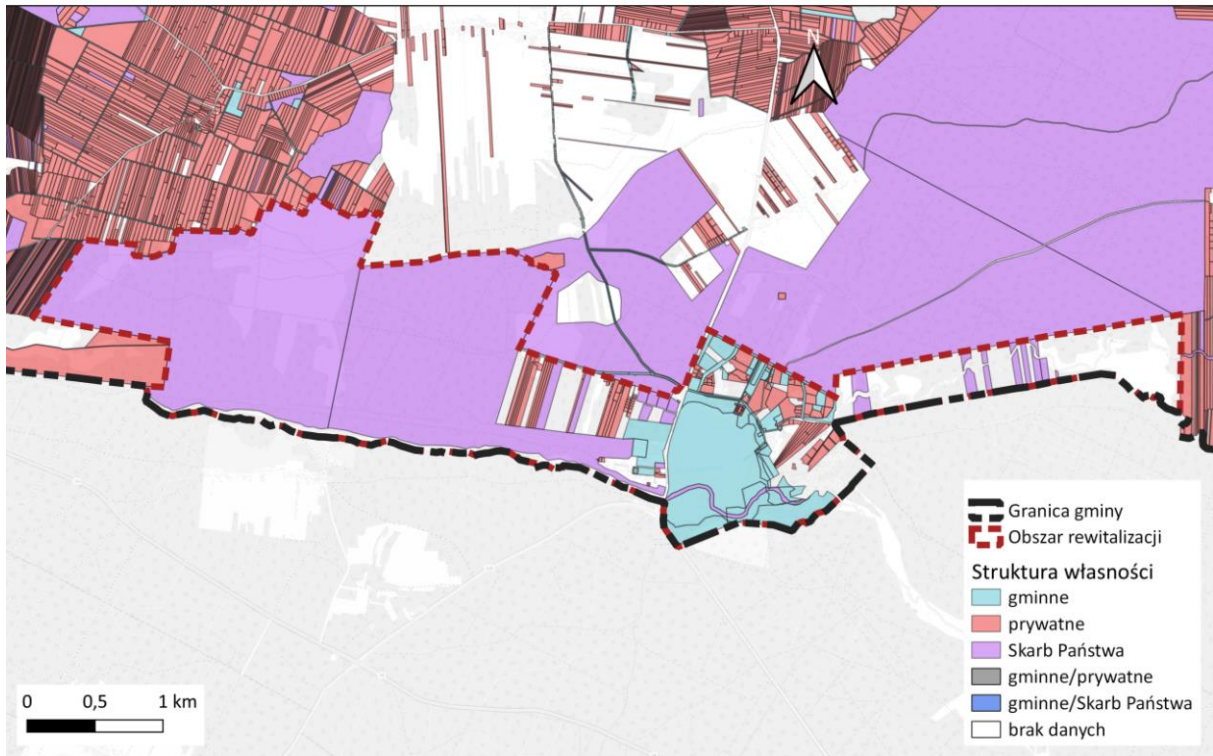 N
Granica gminy
Obszar rewitalizacji
Struktura własności
gminne
prywatne
Skarb Państwa
gminne/prywatne
gminne/Skarb Państwa
brak danych
0 0,5 1 km